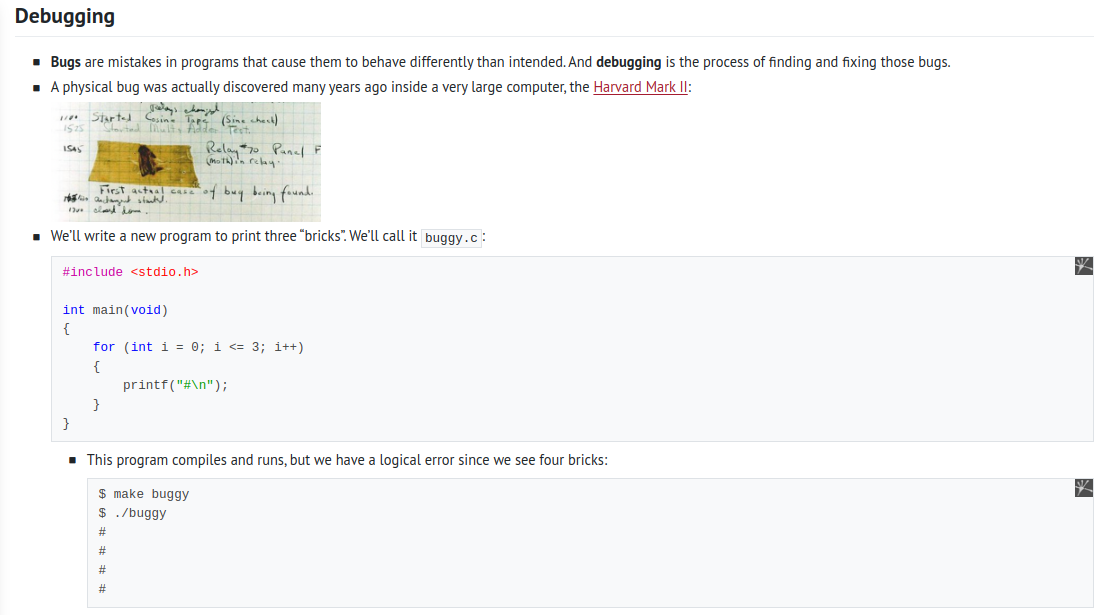 Debugging
Bugs are mistakes in programs that cause them to behave differently than intended. And debugging is the process of finding and fixing those bugs.
A physical bug was actually discovered many years ago inside a very large computer, the Harvard Mark II:
Relays changed
1100 Started Cosine Tape (Sine check)
1525 Started Multi Adder Test.
1545 Relay #70 Panel F
(moth) in relay.
First actual case of bug being found.
antangent started.
1700 closed down.
We'll write a new program to print three “bricks”. We'll call it buggy.c:
#include <stdio.h>
int main(void)
{
for (int i = 0; i <= 3; i++)
{
printf("#\n");
}
}
This program compiles and runs, but we have a logical error since we see four bricks:
$ make buggy
$ ./buggy
#
#
#
#